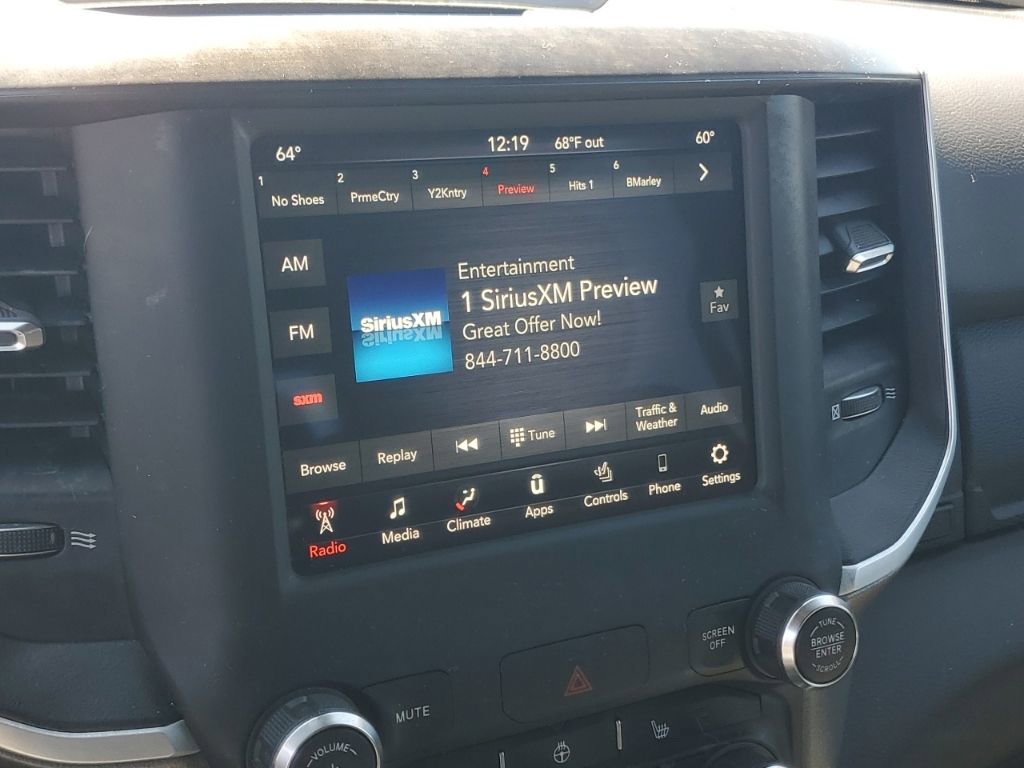 64° 12:19 68°F out 60°
1 No Shoes 2 PrmeCtry 3 Y2Kntry 4 Preview 5 Hits 1 6 BMarley
AM
FM
sxm
SiriusXM
Entertainment
1 SiriusXM Preview
Great Offer Now!
844-711-8800
Fav
Browse Replay Tune Traffic &
Weather Audio
Radio Media Climate Apps Controls Phone Settings
SCREEN
OFF
TUNE
BROWSE
ENTER
SCROLL
MUTE
VOLUME